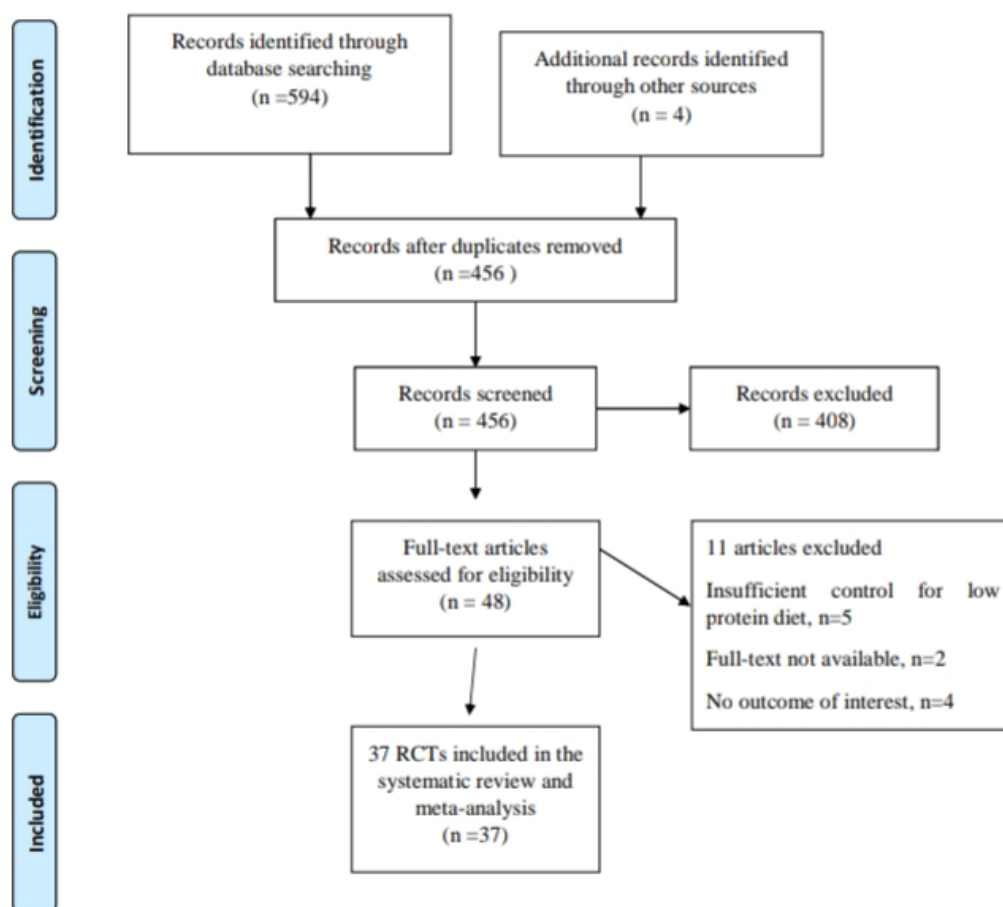 Identification
Records identified through
database searching
(n =594)
Additional records identified
through other sources
(n = 4)
Records after duplicates removed
(n =456 )
Screening
Records screened
(n = 456)
Records excluded
(n = 408)
Eligibility
Full-text articles
assessed for eligibility
(n = 48)
11 articles excluded
Insufficient control for low
protein diet, n=5
Full-text not available, n=2
No outcome of interest, n=4
Included
37 RCTs included in the
systematic review and
meta-analysis
(n =37)